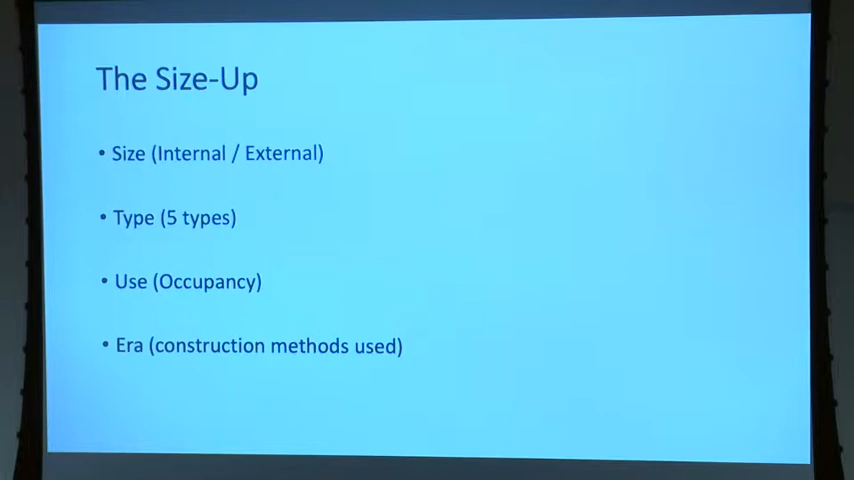 The Size-Up
• Size (Internal / External)
• Type (5 types)
• Use (Occupancy)
• Era (construction methods used)